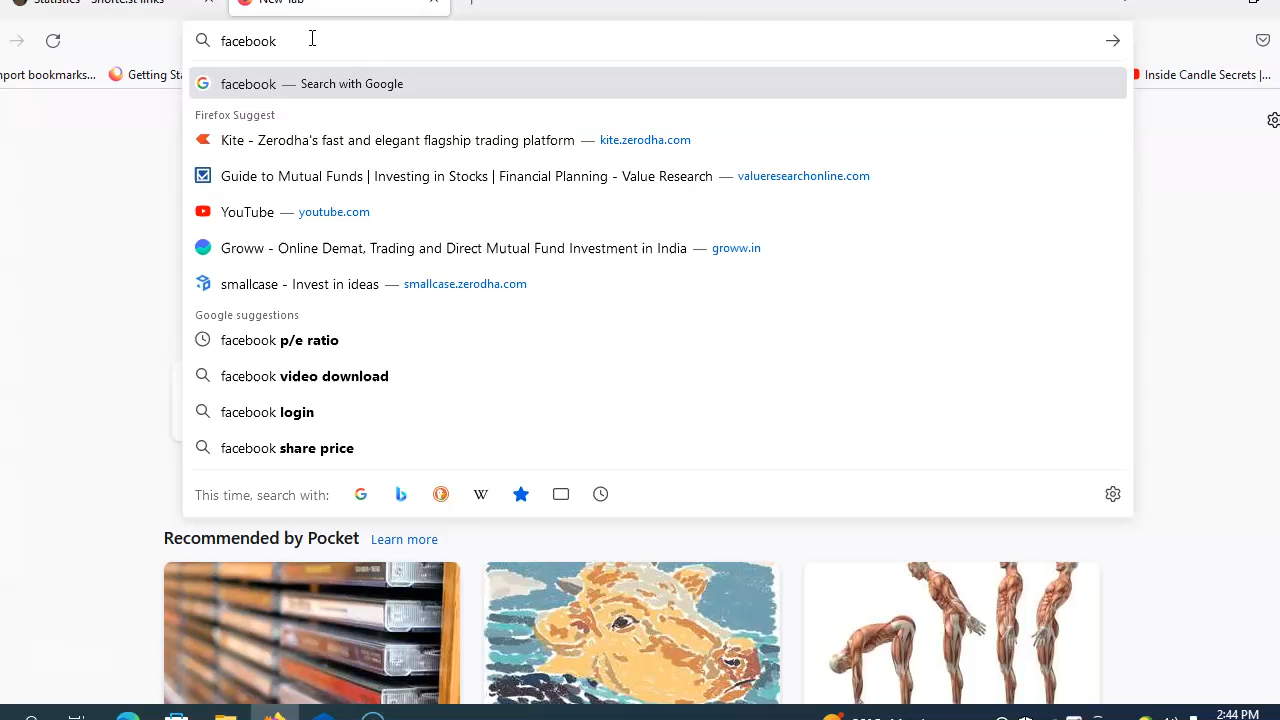 Statistics - Shorte.st links New Tab
facebook
nport bookmarks... Getting Sta Inside Candle Secrets |...
facebook — Search with Google
Firefox Suggest
Kite - Zerodha's fast and elegant flagship trading platform — kite.zerodha.com
Guide to Mutual Funds | Investing in Stocks | Financial Planning - Value Research — valueresearchonline.com
YouTube — youtube.com
Groww - Online Demat, Trading and Direct Mutual Fund Investment in India — groww.in
smallcase - Invest in ideas — smallcase.zerodha.com
Google suggestions
facebook p/e ratio
facebook video download
facebook login
facebook share price
This time, search with:
Recommended by Pocket Learn more
2:44 PM